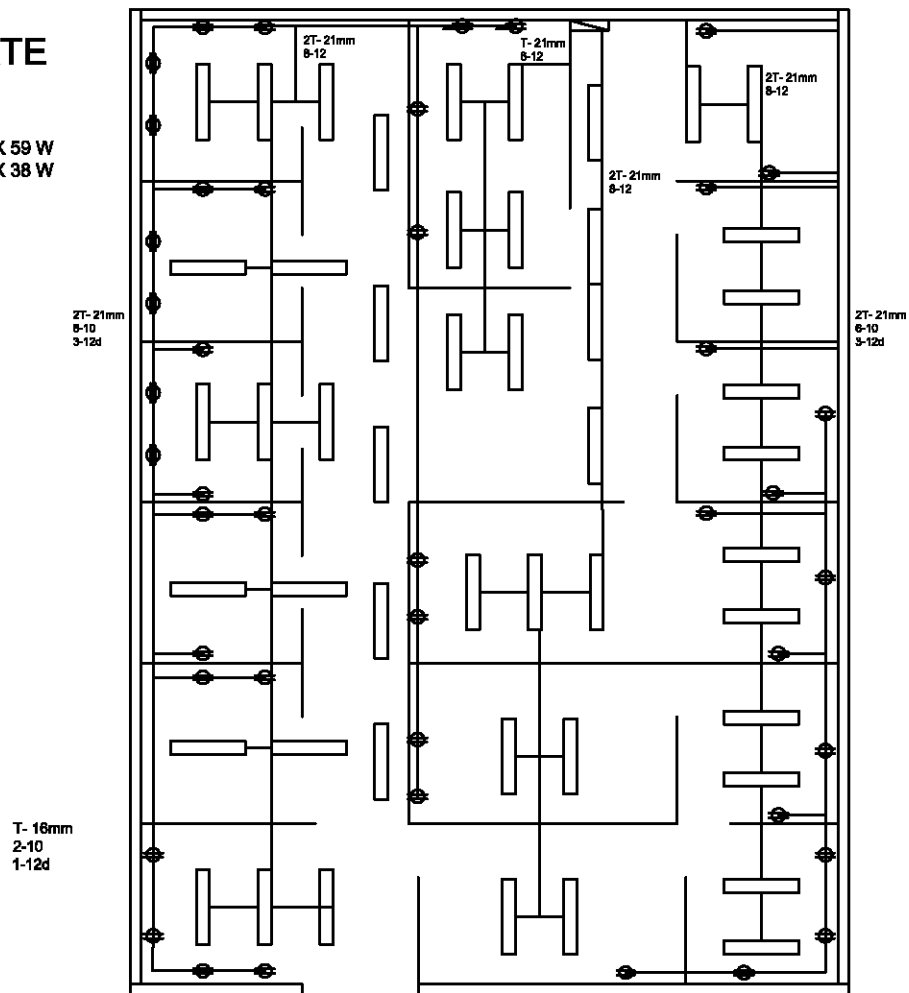 TE
X 59 W
X 38 W
2T- 21mm
8-12
T- 21mm
8-12
2T- 21mm
8-12
2T- 21mm
8-12
2T- 21mm
6-10
3-12d
2T- 21mm
6-10
3-12d
T- 16mm
2-10
1-12d